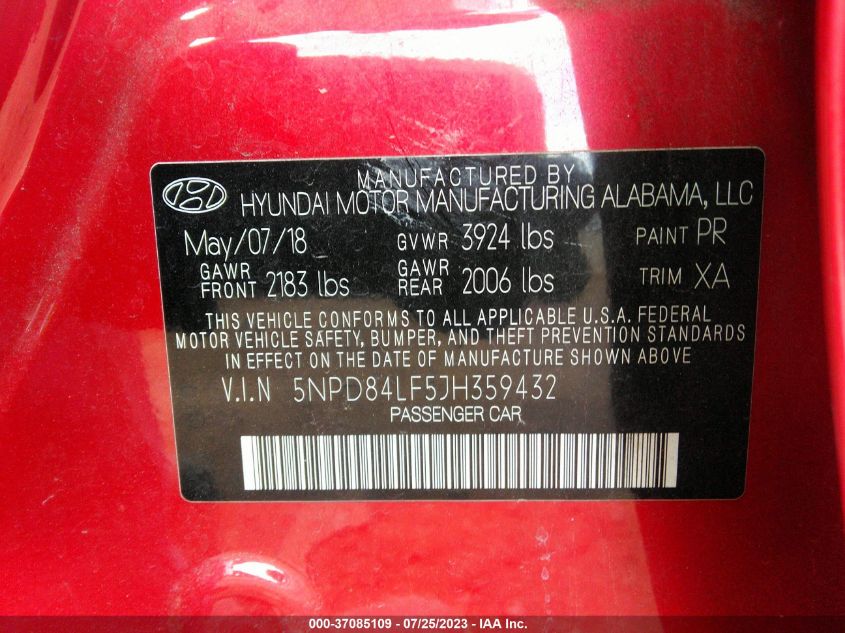 MANUFACTURED BY
HYUNDAI MOTOR MANUFACTURING ALABAMA, LLC
May/07/18 GVWR 3924 lbs PAINT PR
GAWR FRONT 2183 lbs GAWR REAR 2006 lbs TRIM XA
THIS VEHICLE CONFORMS TO ALL APPLICABLE U.S.A. FEDERAL
MOTOR VEHICLE SAFETY, BUMPER, AND THEFT PREVENTION STANDARDS
IN EFFECT ON THE DATE OF MANUFACTURE SHOWN ABOVE
V.I.N 5NPD84LF5JH359432
PASSENGER CAR
000-37085109 - 07/25/2023 - IAA Inc.